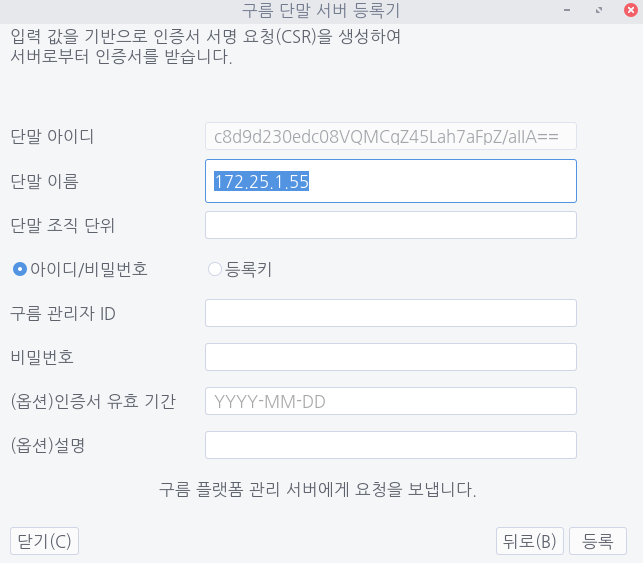 구름 단말 서버 등록기
입력 값을 기반으로 인증서 서명 요청(CSR)을 생성하여
서버로부터 인증서를 받습니다.
단말 아이디 c8d9d230edc08VQMCqZ45Lah7aFpZ/aIIA==
단말 이름 172.25.1.55
단말 조직 단위
아이디/비밀번호 등록키
구름 관리자 ID
비밀번호
(옵션)인증서 유효 기간 YYYY-MM-DD
(옵션)설명
구름 플랫폼 관리 서버에게 요청을 보냅니다.
닫기(C) 뒤로(B) 등록